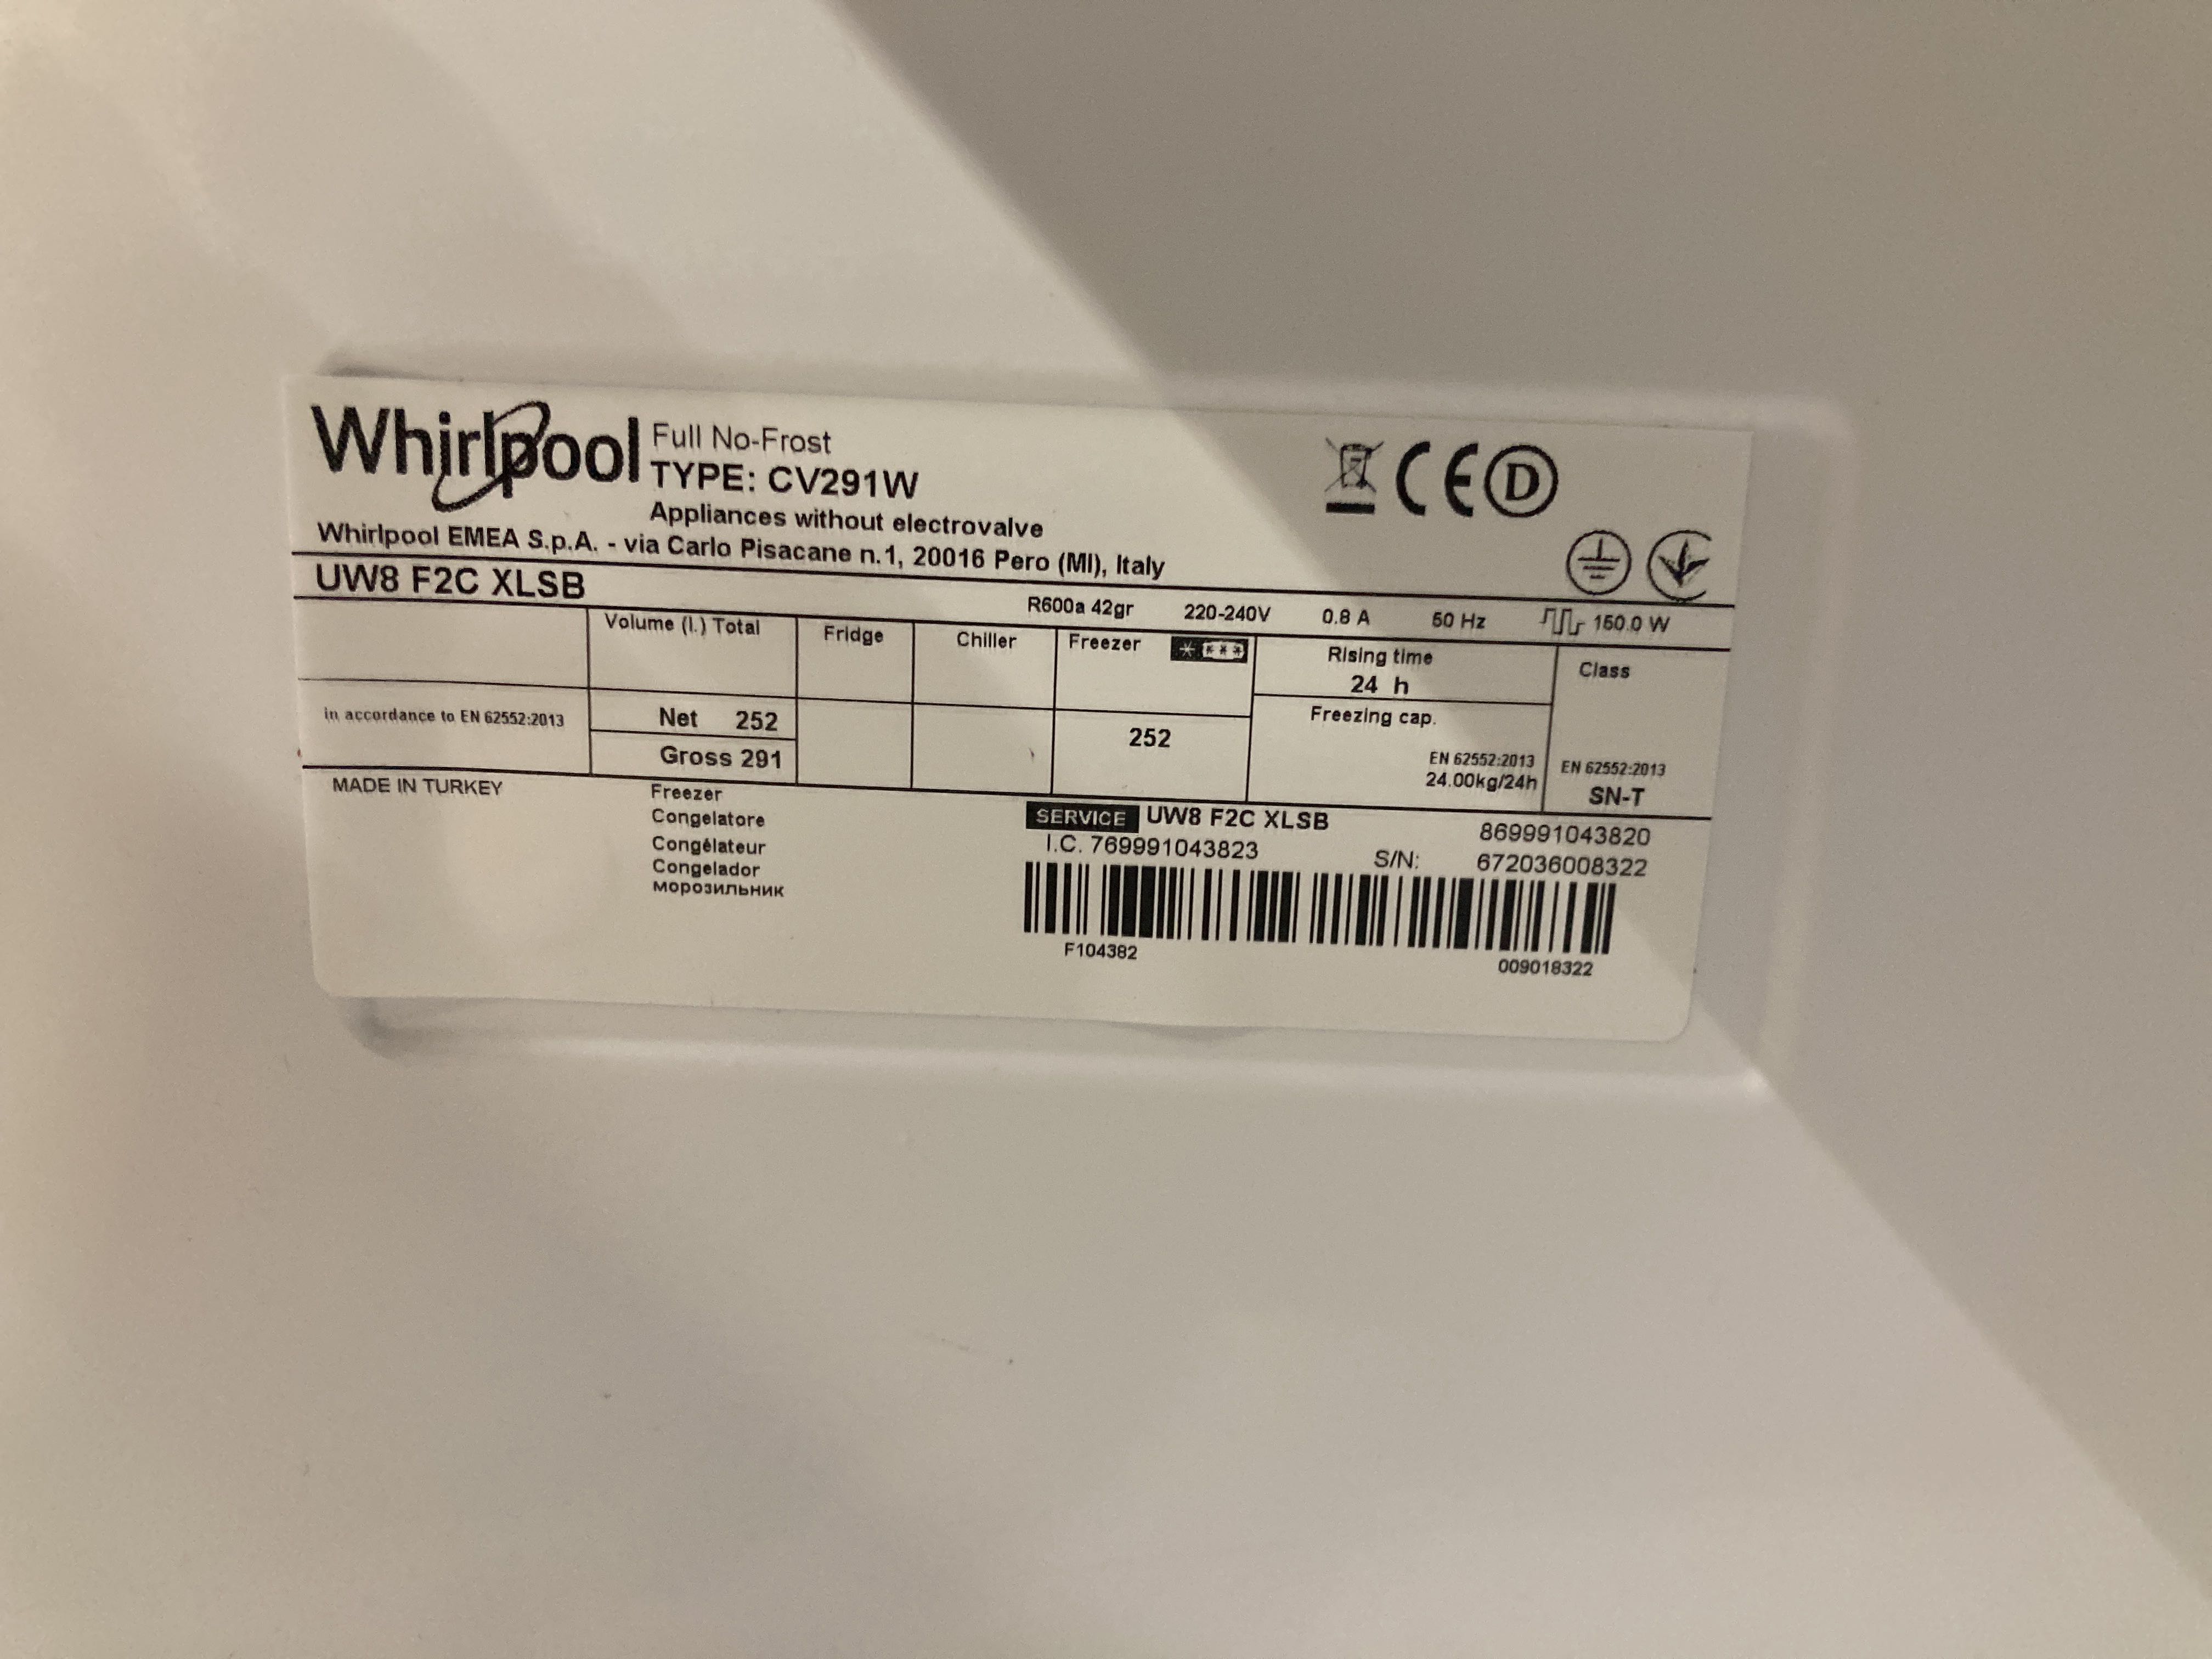 Whirlpool
Full No-Frost
TYPE: CV291W
Appliances without electrovalve
Whirlpool EMEA S.p.A. - via Carlo Pisacane n.1, 20016 Pero (MI), Italy
CE D
UW8 F2C XLSB
R600a 42gr 220-240V 0.8 A 50 Hz 150.0 W
Volume (l.) Total Fridge Chiller Freezer Rising time Class
24 h
in accordance to EN 62552:2013 Net 252 252 Freezing cap.
Gross 291 EN 62552:2013 EN 62552:2013
24.00kg/24h SN-T
MADE IN TURKEY
Freezer
Congelatore
Congélateur
Congelador
морозильник
SERVICE UW8 F2C XLSB 869991043820
I.C. 769991043823 S/N: 672036008322
F104382 009018322